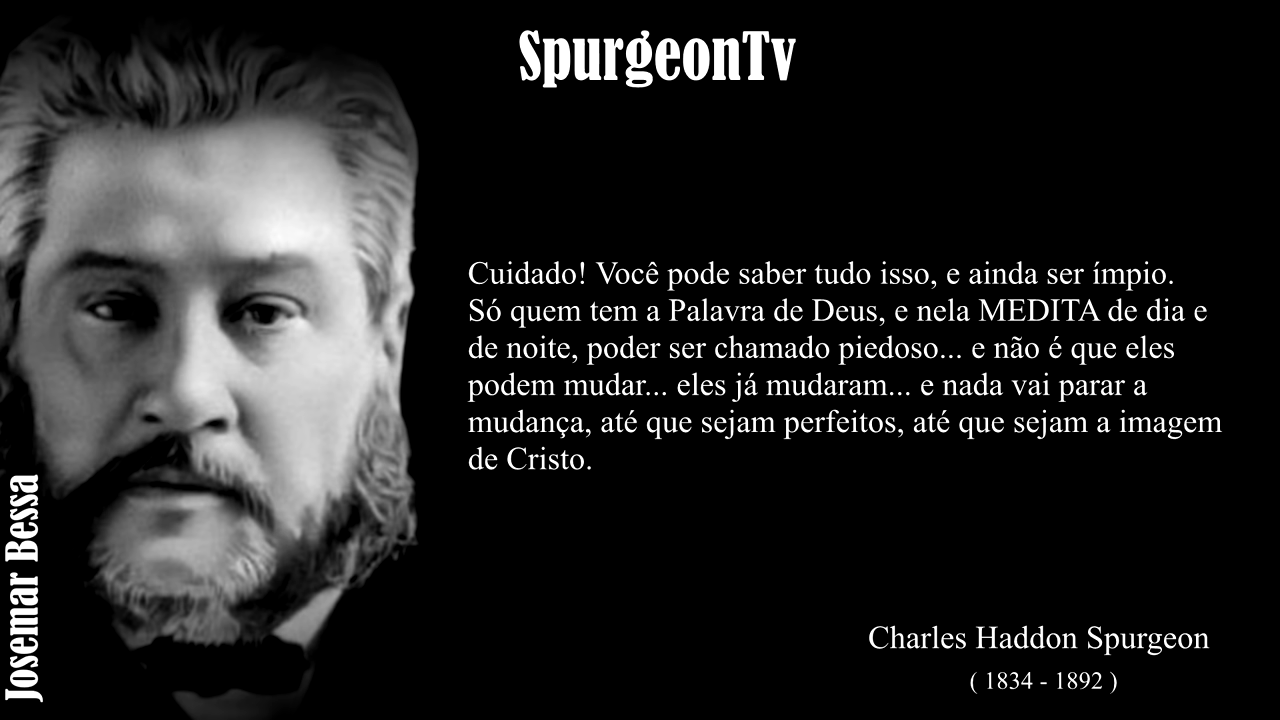 SpurgeonTv
Cuidado! Você pode saber tudo isso, e ainda ser ímpio.
Só quem tem a Palavra de Deus, e nela MEDITA de dia e
de noite, poder ser chamado piedoso... e não é que eles
podem mudar... eles já mudaram... e nada vai parar a
mudança, até que sejam perfeitos, até que sejam a imagem
de Cristo.
Charles Haddon Spurgeon
( 1834 - 1892 )
Josemar Bessa